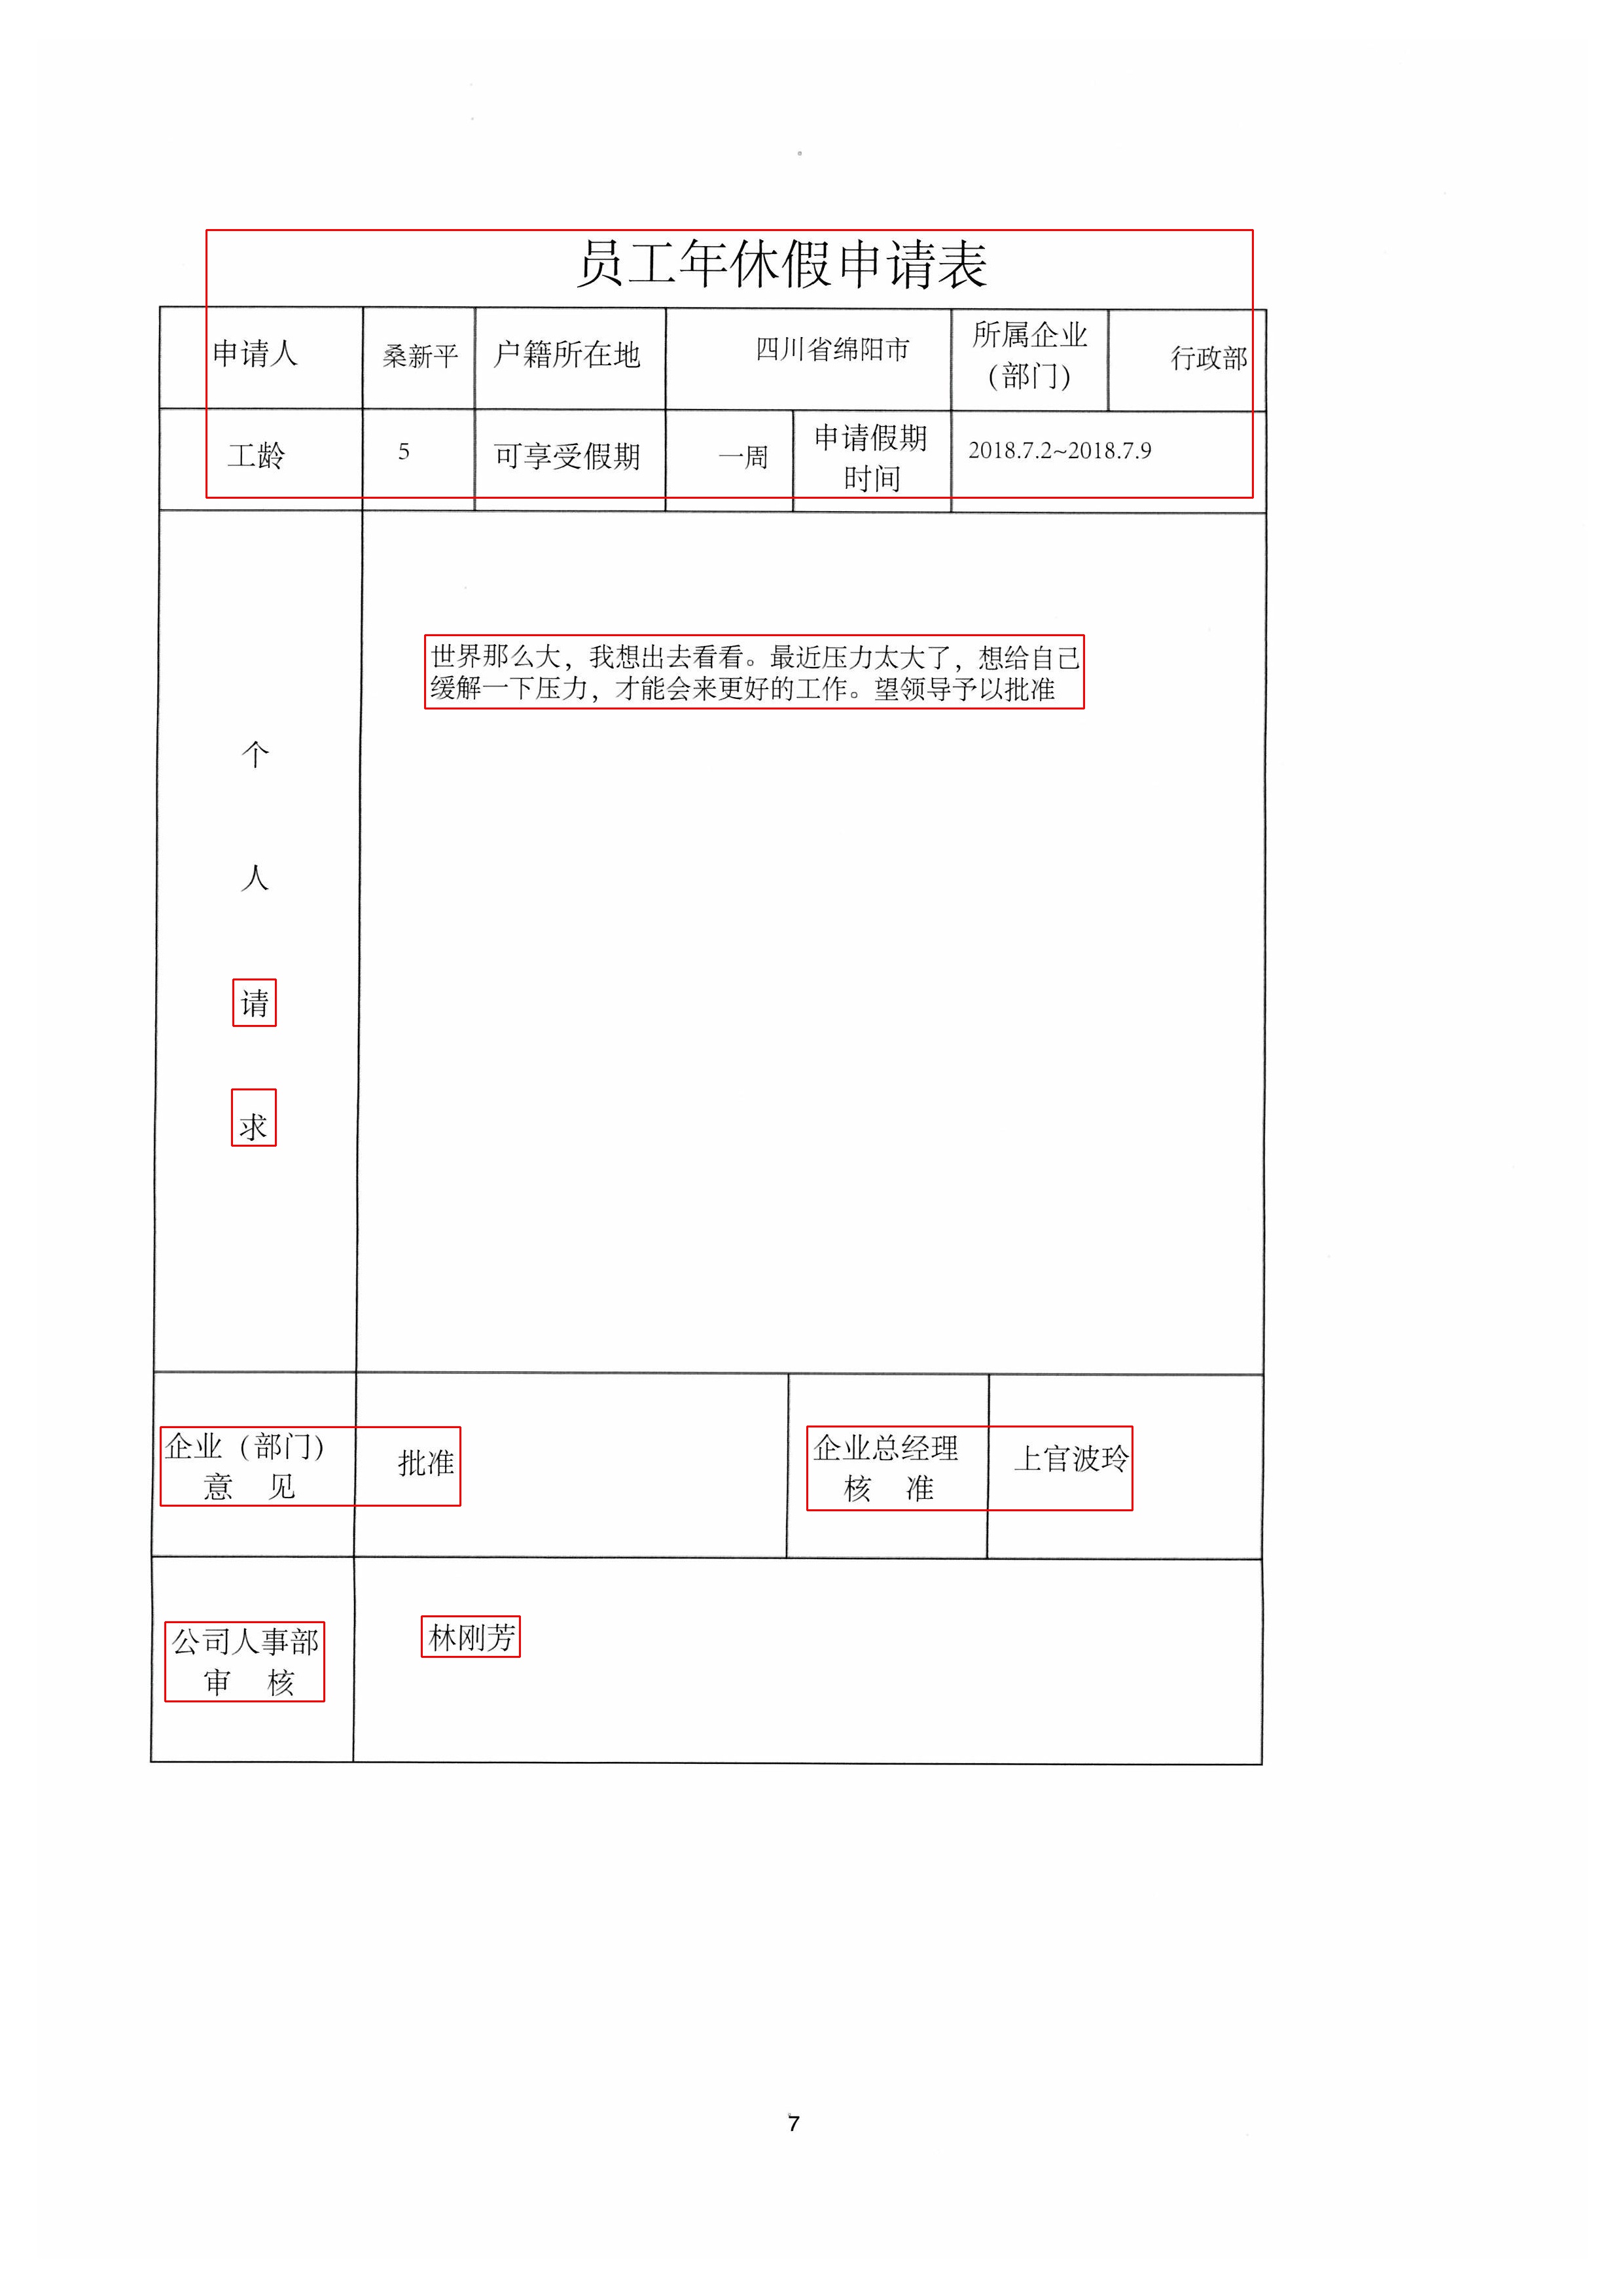 员工年休假申请表
申请人 桑新平 户籍所在地 四川省绵阳市 所属企业（部门） 行政部
工龄 5 可享受假期 一周 申请假期时间 2018.7.2~2018.7.9
世界那么大，我想出去看看。最近压力太大了，想给自己
缓解一下压力，才能会来更好的工作。望领导予以批准
个
人
请
求
企业（部门）
意 见
批准
企业总经理
核 准
上官波玲
公司人事部
审 核
林刚芳
7